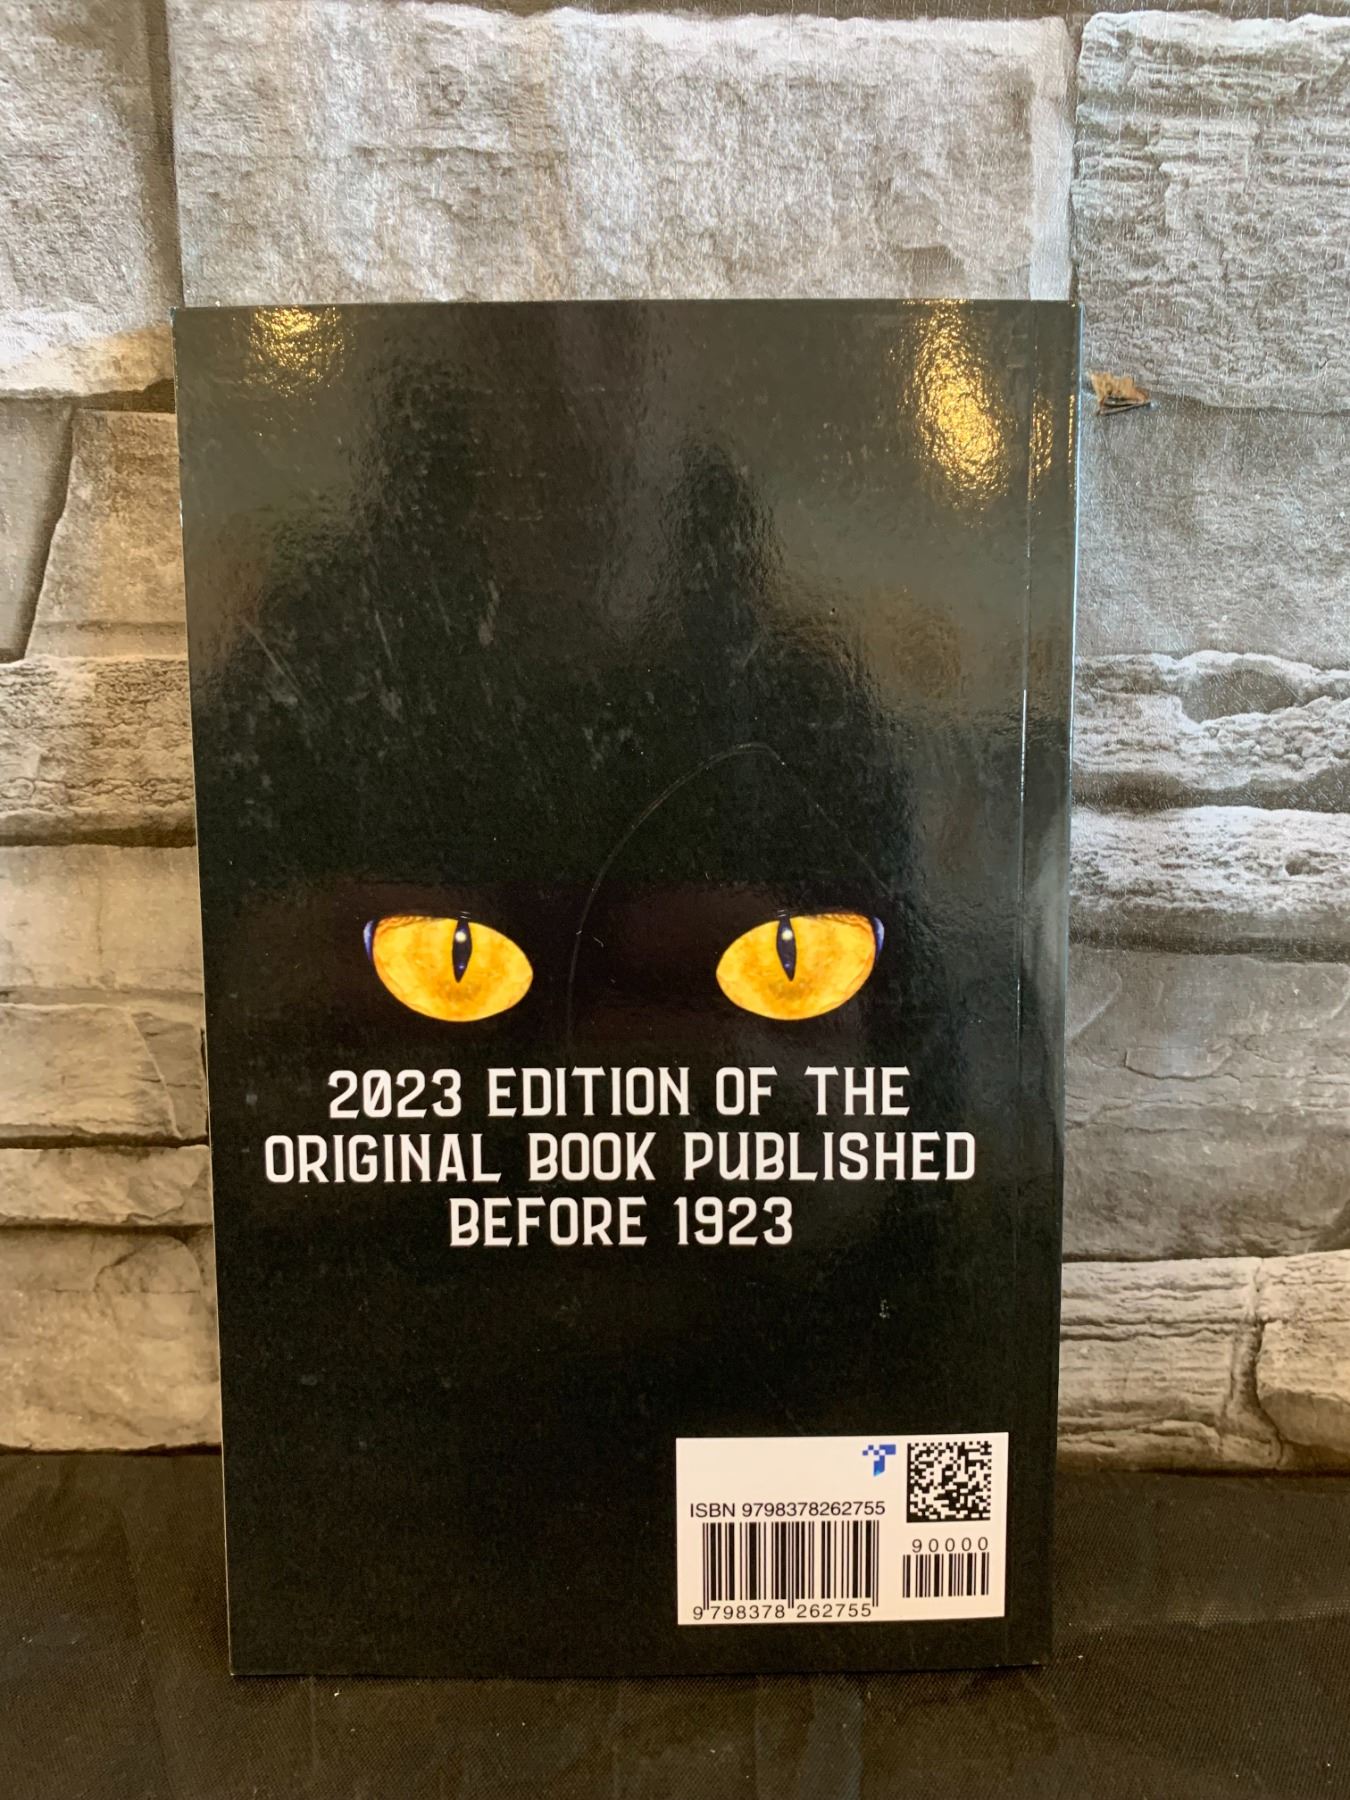 2023 EDITION OF THE
ORIGINAL BOOK PUBLISHED
BEFORE 1923
ISBN 9798378262755
90000
9 798378 262755